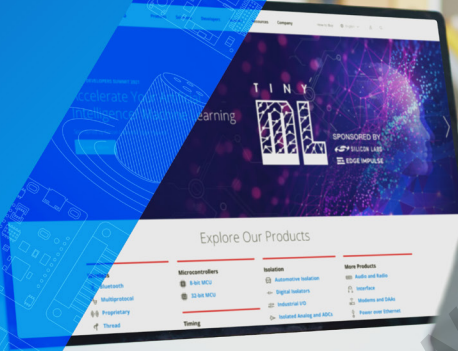 Products
Company
Accelerate Your
Intelligence/Machine Learning
TINY
ML
SPONSORED BY
SILICON LABS
EDGE IMPULSE
Explore Our Products
Bluetooth
Multiprotocol
Proprietary
Thread
Microcontrollers
8-bit MCU
32-bit MCU
Timing
Isolation
Automotive Isolation
Digital Isolators
Industrial I/O
Isolated Analog and ADCs
More Products
Audio and Radio
Interface
Modems and DAAs
Power over Ethernet